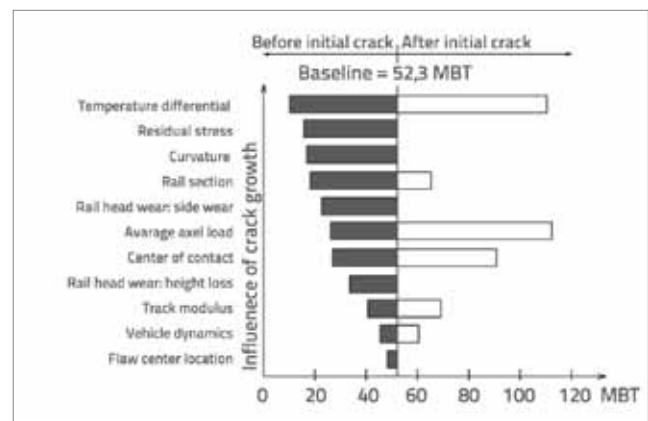 Before initial crack After initial crack
Baseline = 52,3 MBT
Temperature differential
Residual stress
Curvature
Rail section
Rail head wear: side wear
Avarage axel load
Center of contact
Rail head wear: height loss
Track modulus
Vehicle dynamics
Flaw center location
Influenece of crack growth
0 20 40 60 80 100 120 MBT